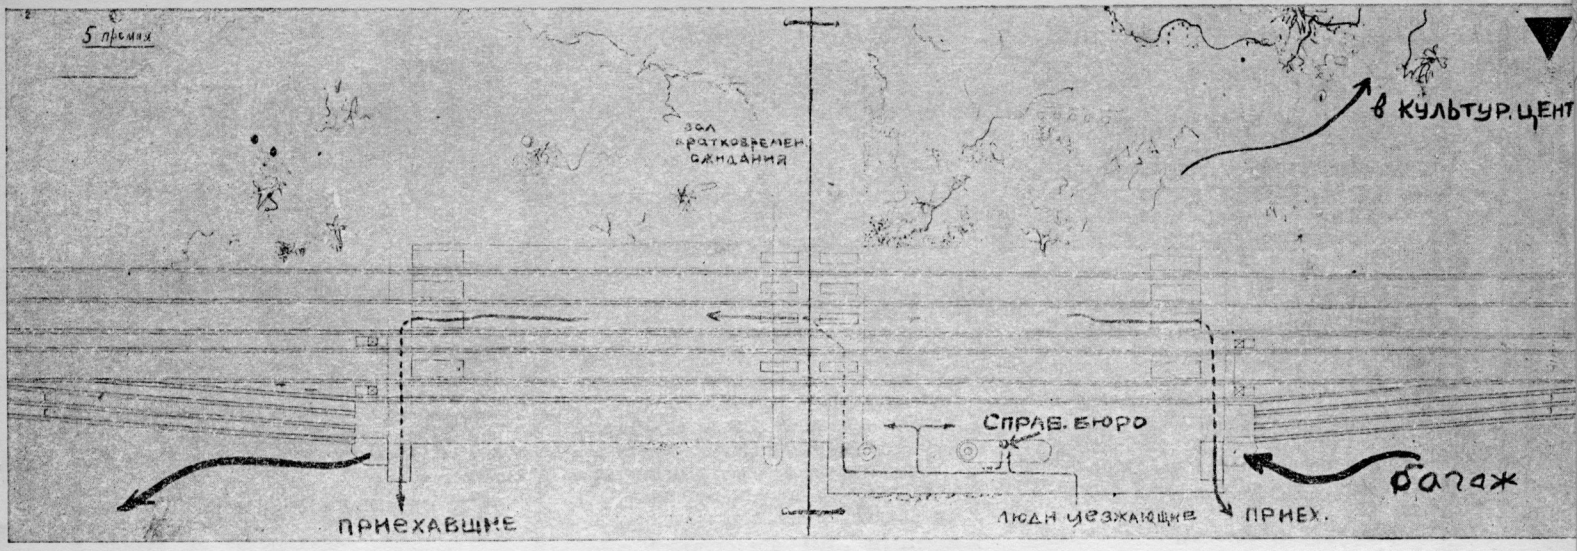 5 премия
в КУЛЬТУР. ЦЕНТ
ЗАЛ
КРАТКОВРЕМЕН.
ОЖИДАНИЯ
СПРАВ. БЮРО
багаж
ПРИЕХАВШИЕ
ЛЮДИ УЕЗЖАЮЩИЕ
ПРИЕХ.